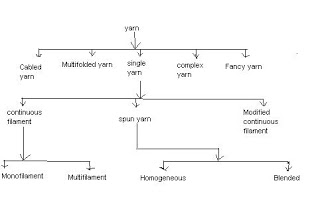 yarn
Cabled
yarn
Multifolded yarn
single
yarn
complex
yarn
Fancy yarn
continuous
filament
spun yarn
Modified
continuous
filament
Monofilament
Multifilament
Homogeneous
Blended